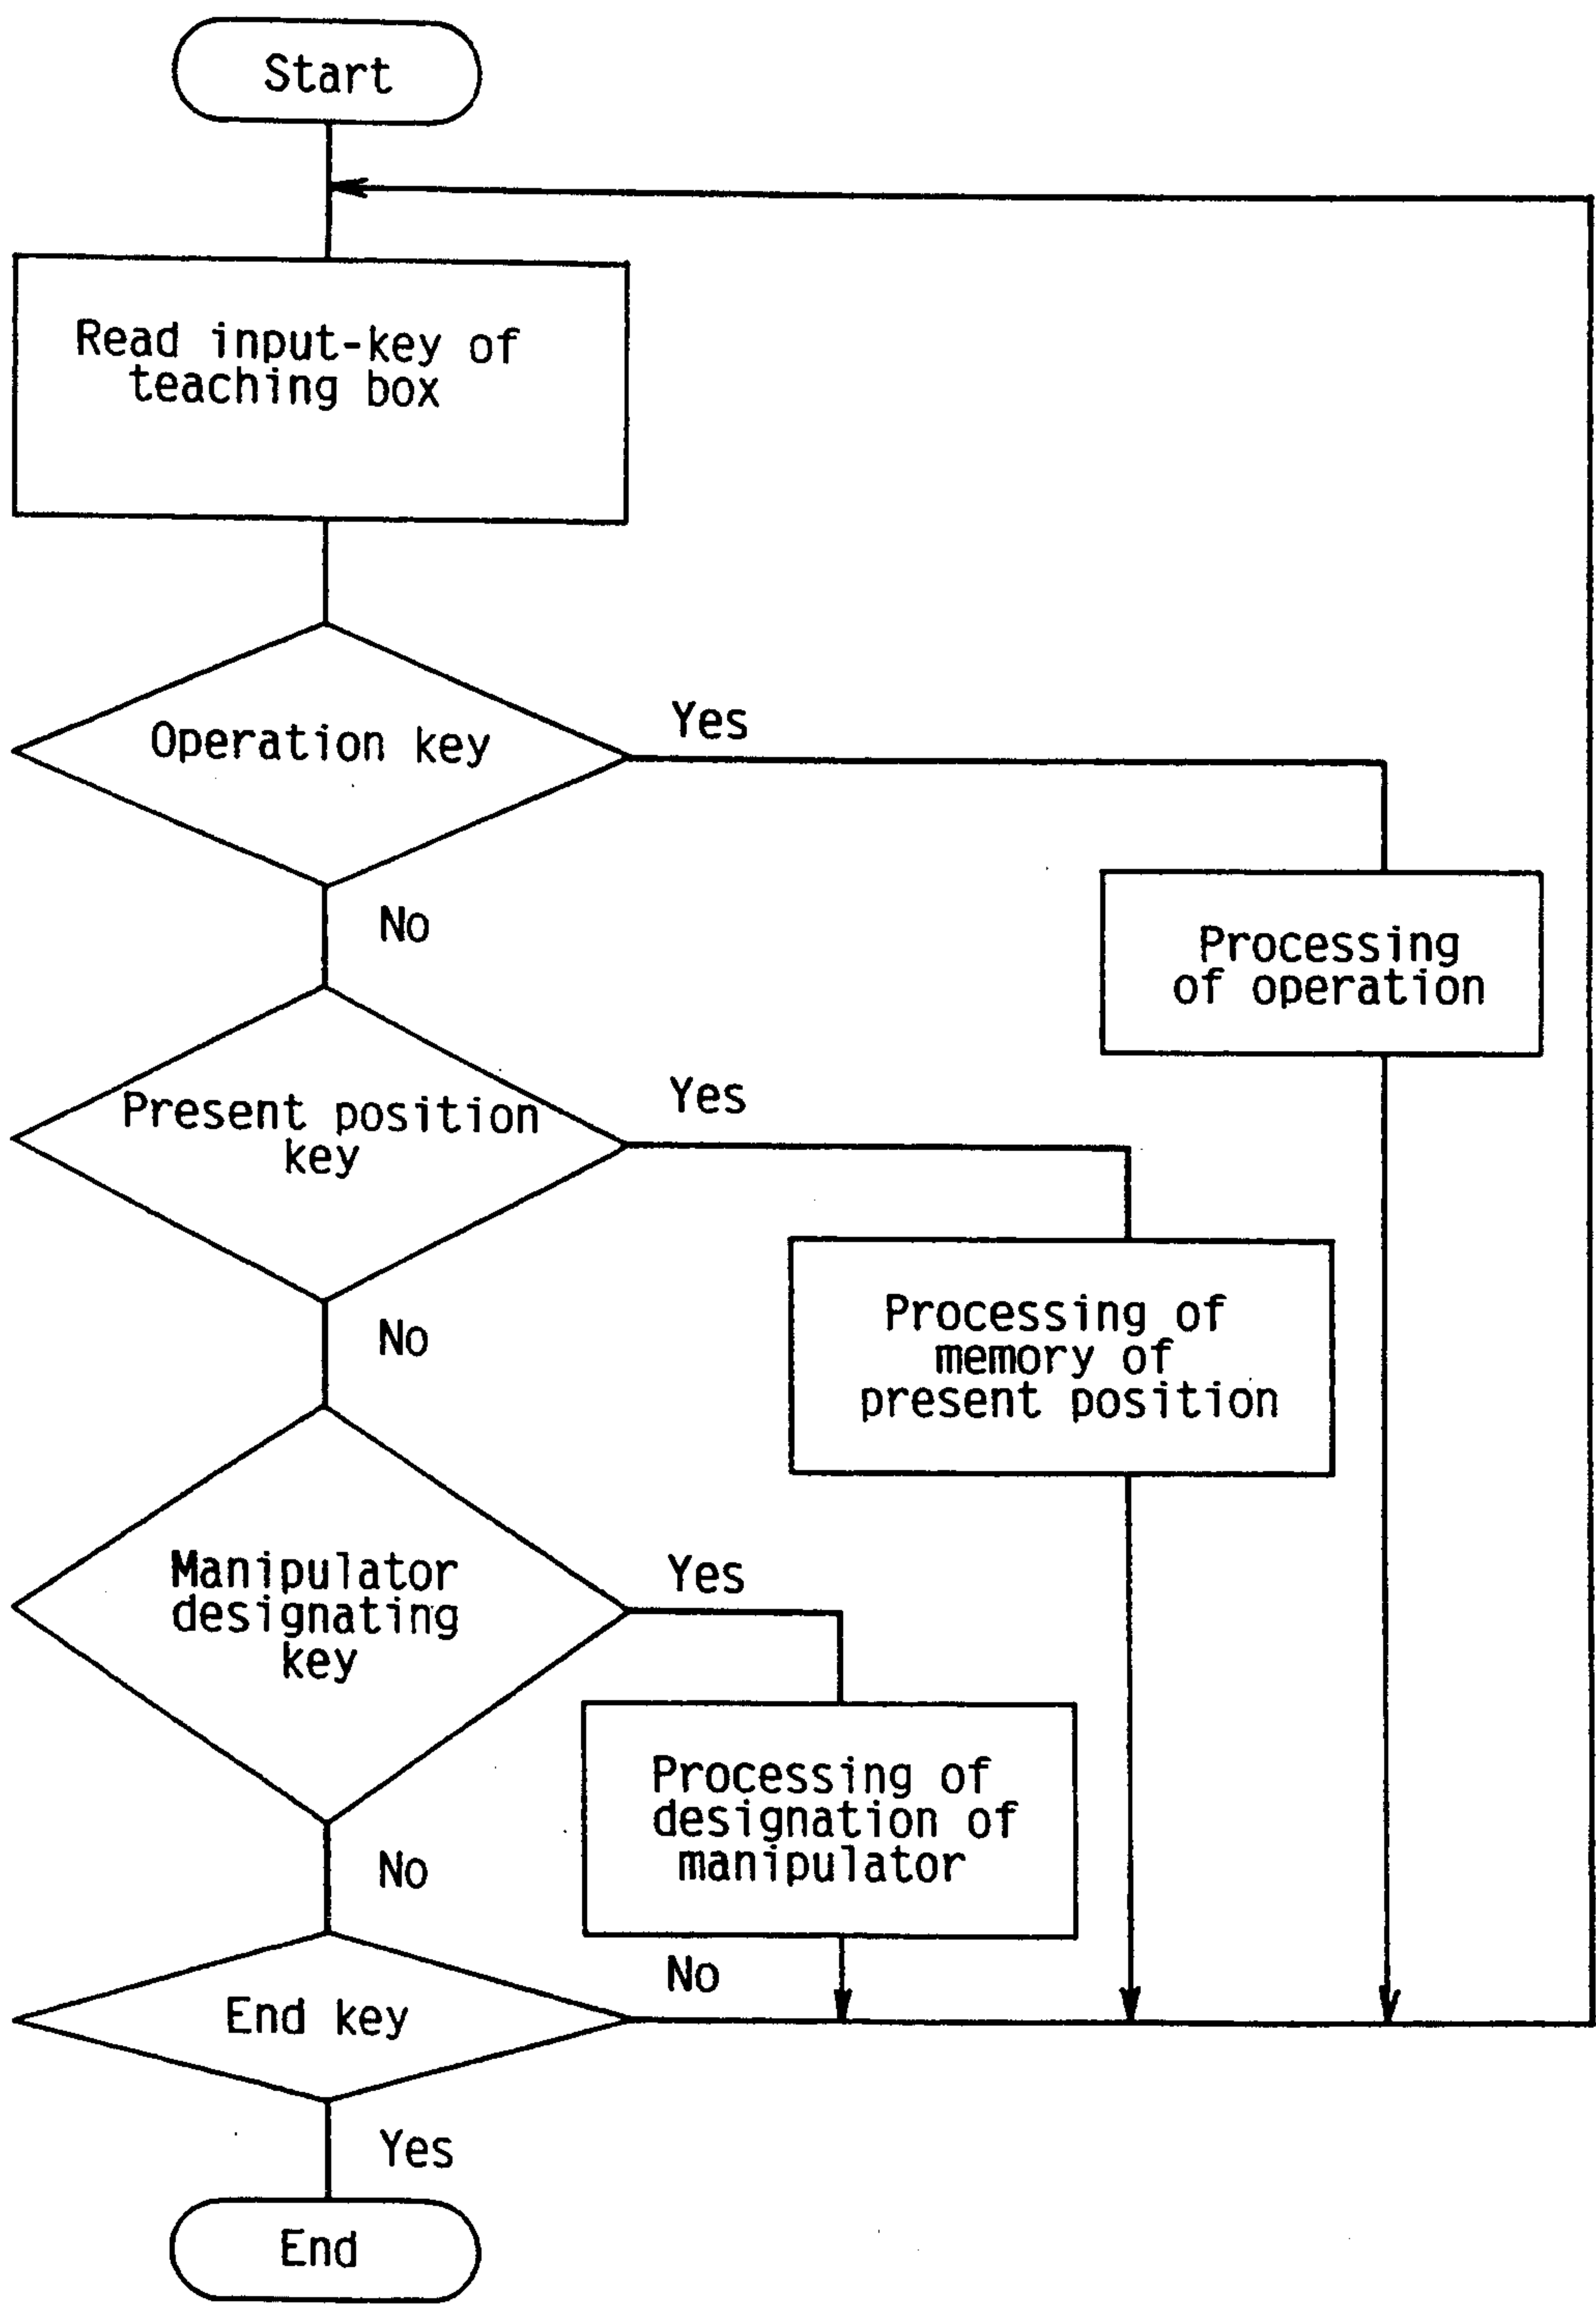 Start
Read input-key of
teaching box
Operation key
Yes
No
Processing
of operation
Present position
key
Yes
No
Processing of
memory of
present position
Manipulator
designating
key
Yes
No
Processing of
designation of
manipulator
End key
No
Yes
End